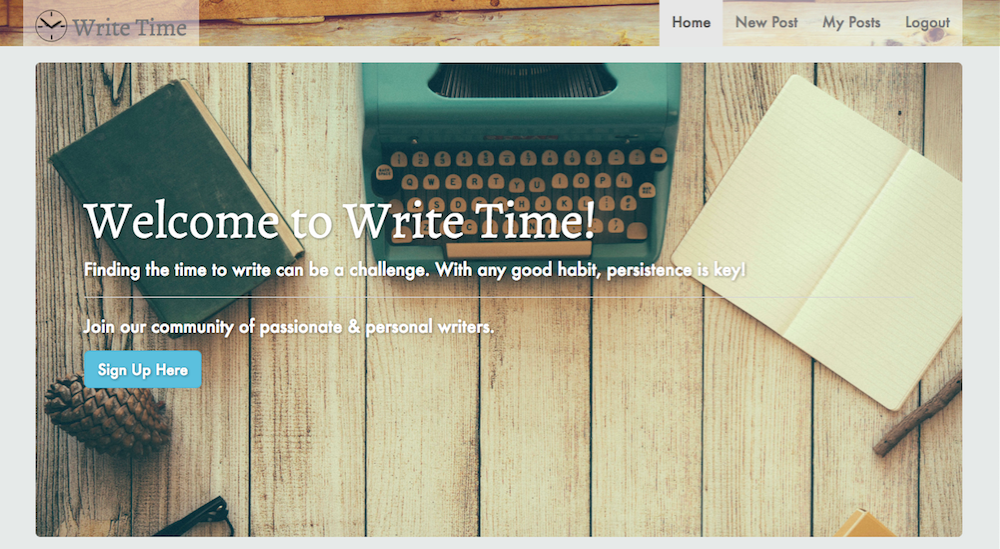 Write Time
Home New Post My Posts Logout
Q W E R T Y U I O P
Welcome to Write Time!
Finding the time to write can be a challenge. With any good habit, persistence is key!
Join our community of passionate & personal writers.
Sign Up Here